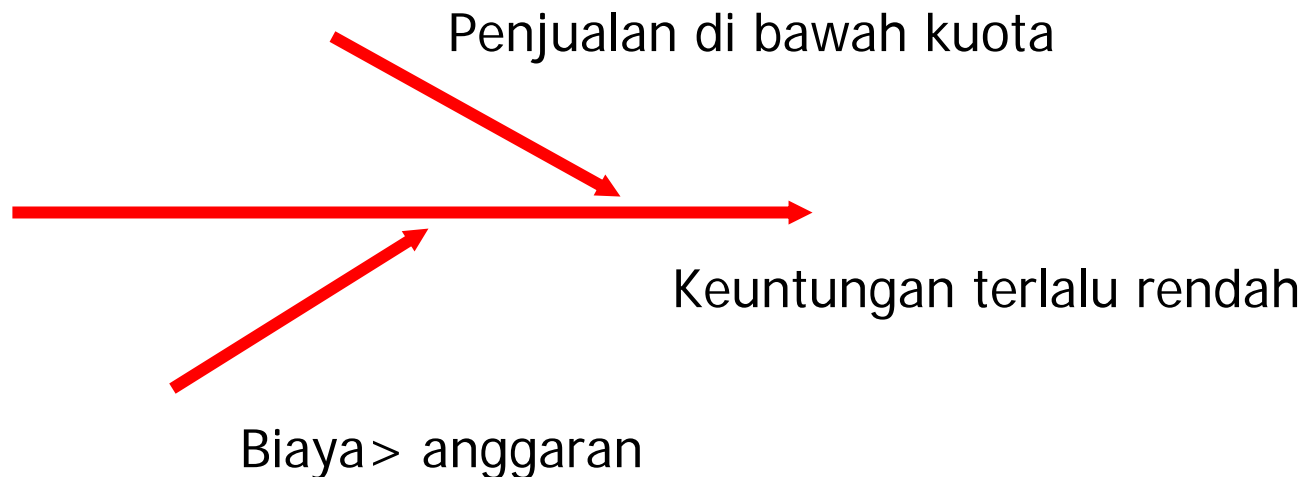 Penjualan di bawah kuota
Keuntungan terlalu rendah
Biaya> anggaran